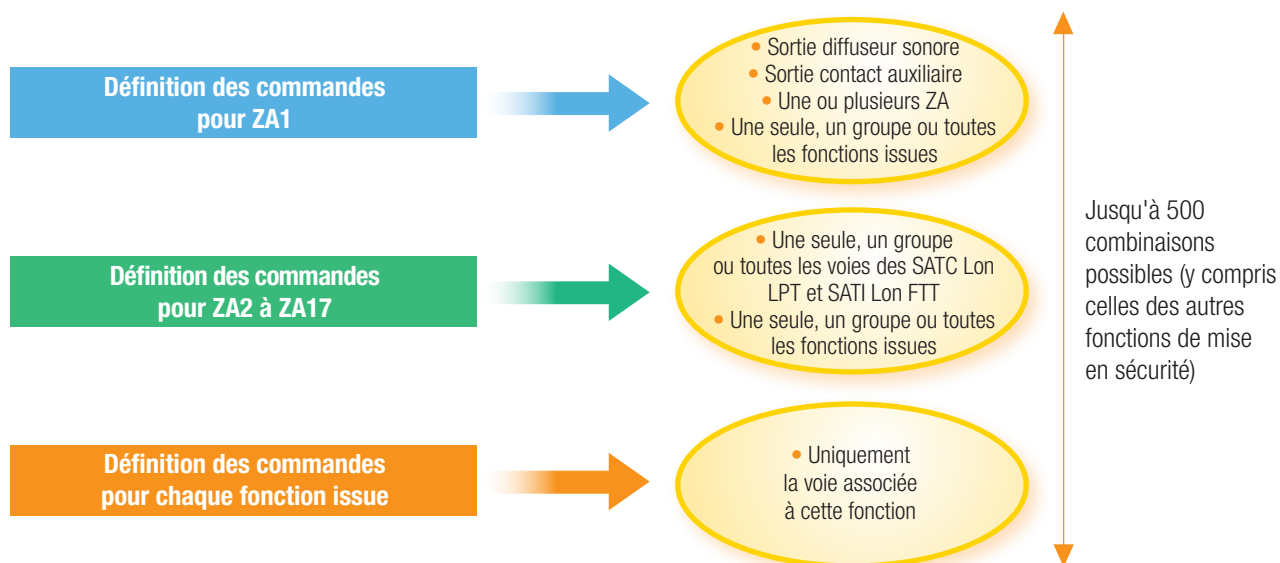 Définition des commandes
pour ZA1
• Sortie diffuseur sonore
• Sortie contact auxiliaire
• Une ou plusieurs ZA
• Une seule, un groupe ou toutes
les fonctions issues
Définition des commandes
pour ZA2 à ZA17
• Une seule, un groupe
ou toutes les voies des SATC Lon
LPT et SATI Lon FTT
• Une seule, un groupe ou toutes
les fonctions issues
Définition des commandes
pour chaque fonction issue
• Uniquement
la voie associée
à cette fonction
Jusqu'à 500
combinaisons
possibles (y compris
celles des autres
fonctions de mise
en sécurité)